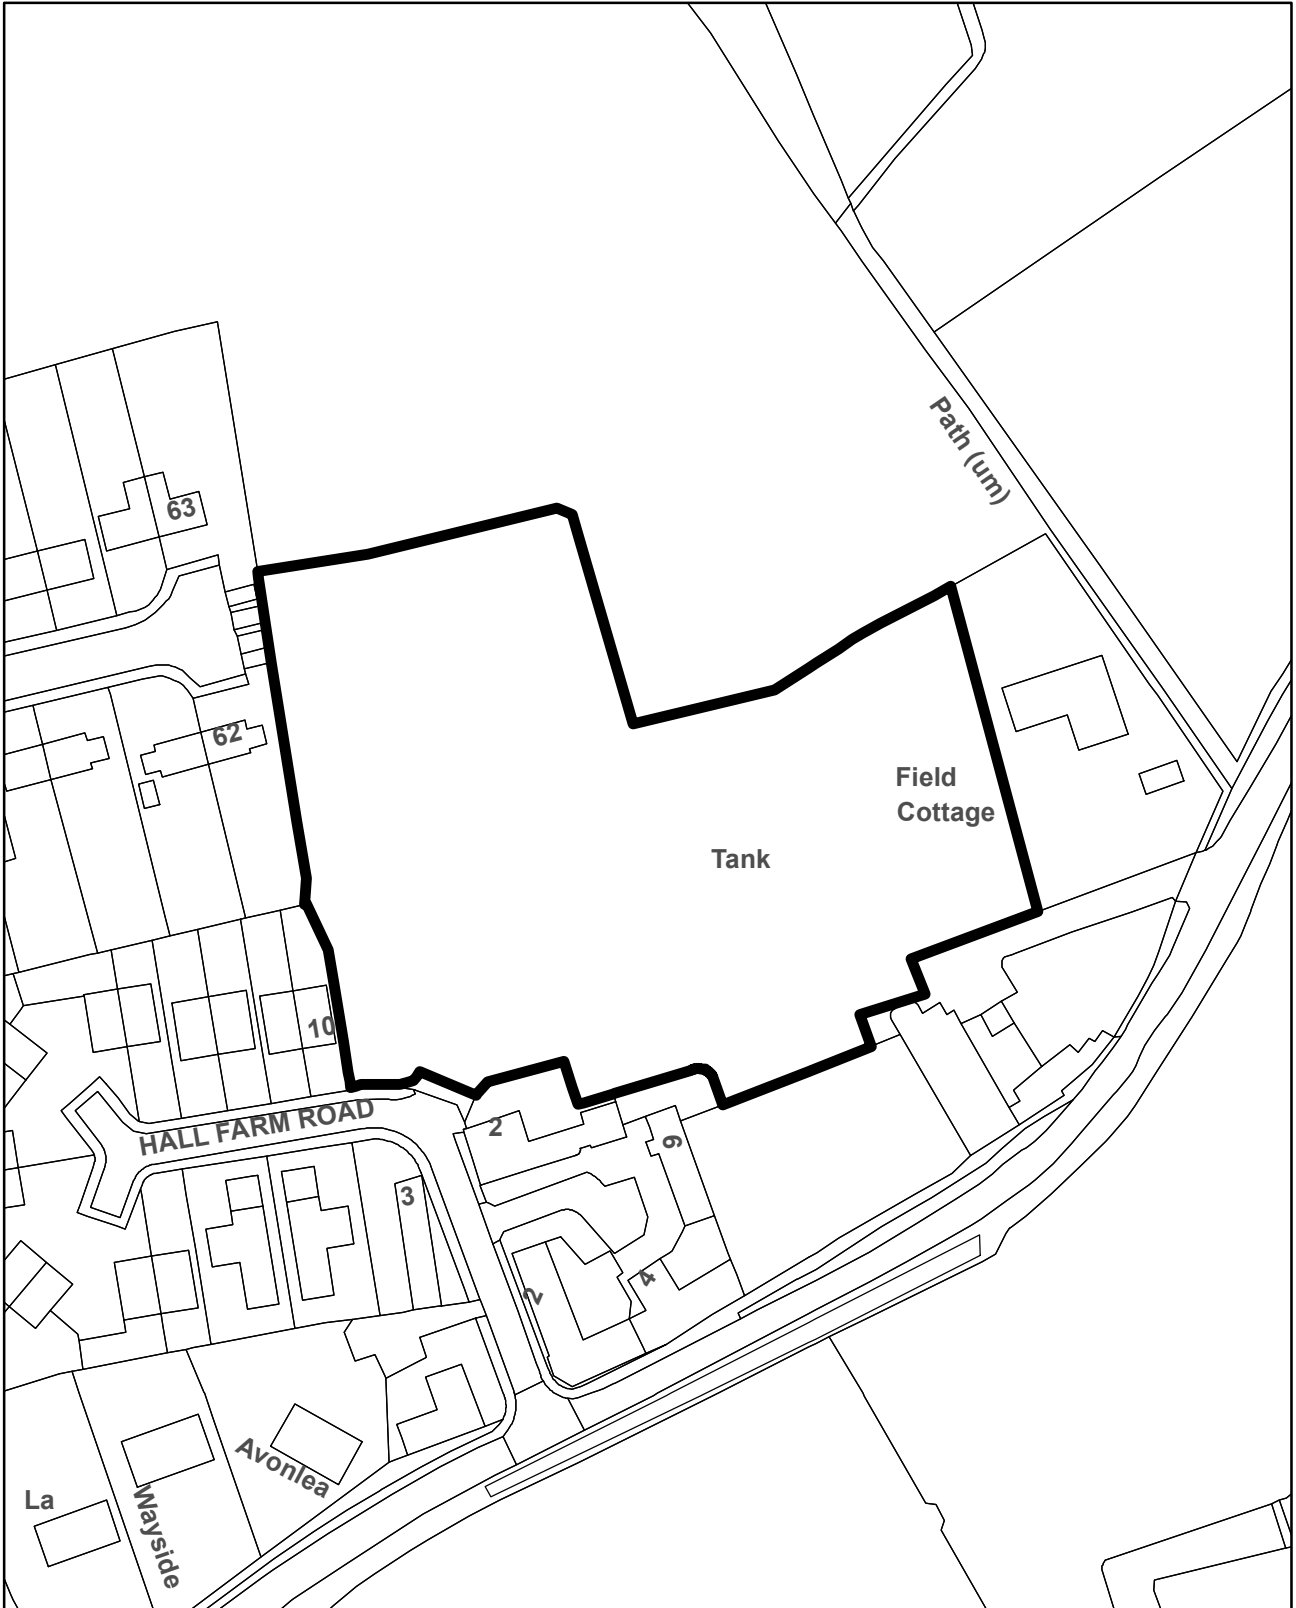 Path (um)
63
62
Field
Cottage
Tank
10
HALL FARM ROAD
2
9
3
4
2
Avonlea
La
Wayside